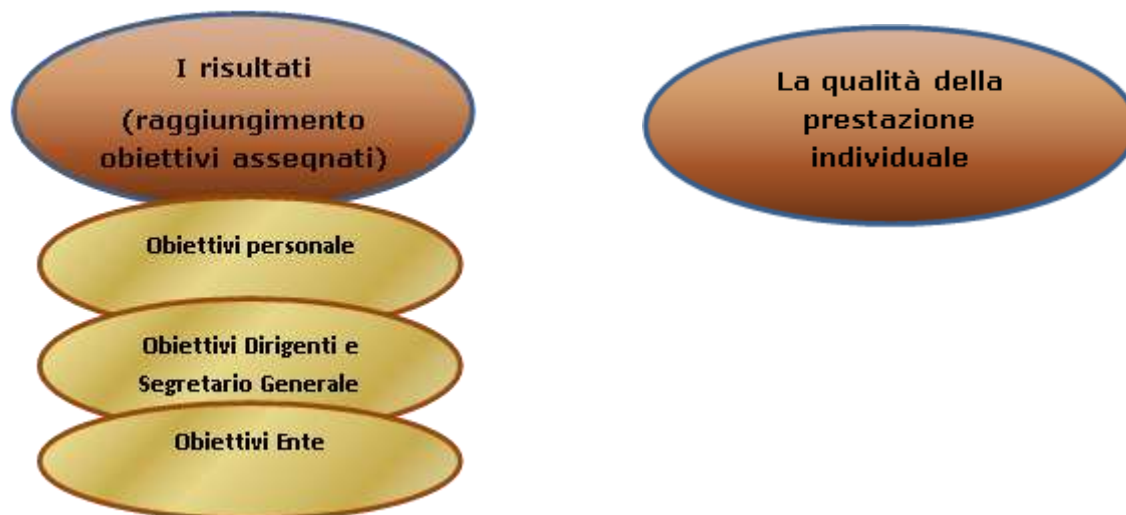 I risultati
(raggiungimento
obiettivi assegnati)
Obiettivi personale
Obiettivi Dirigenti e
Segretario Generale
Obiettivi Ente
La qualità della
prestazione
individuale